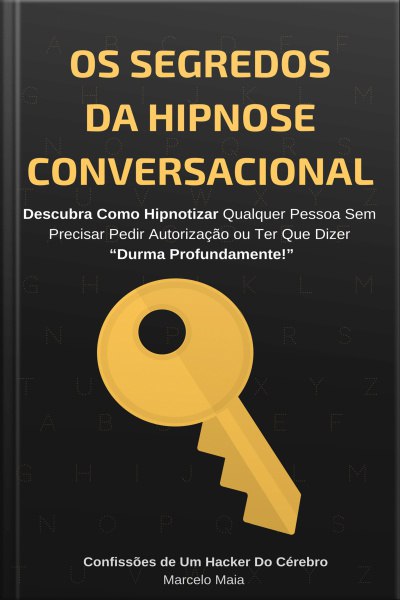 OS SEGREDOS
DA HIPNOSE
CONVERSACIONAL
Descubra Como Hipnotizar Qualquer Pessoa Sem
Precisar Pedir Autorização ou Ter Que Dizer
“Durma Profundamente!”
Confissões de Um Hacker Do Cérebro
Marcelo Maia